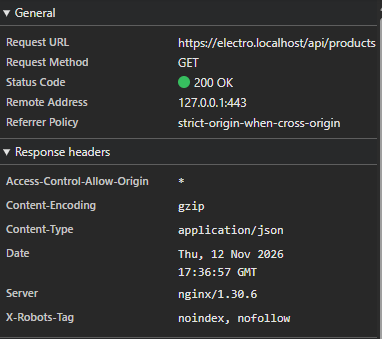 General
Request URL https://electro.localhost/api/products
Request Method GET
Status Code 200 OK
Remote Address 127.0.0.1:443
Referrer Policy strict-origin-when-cross-origin
Response headers
Access-Control-Allow-Origin *
Content-Encoding gzip
Content-Type application/json
Date Thu, 12 Nov 2026
17:36:57 GMT
Server nginx/1.30.6
X-Robots-Tag noindex, nofollow